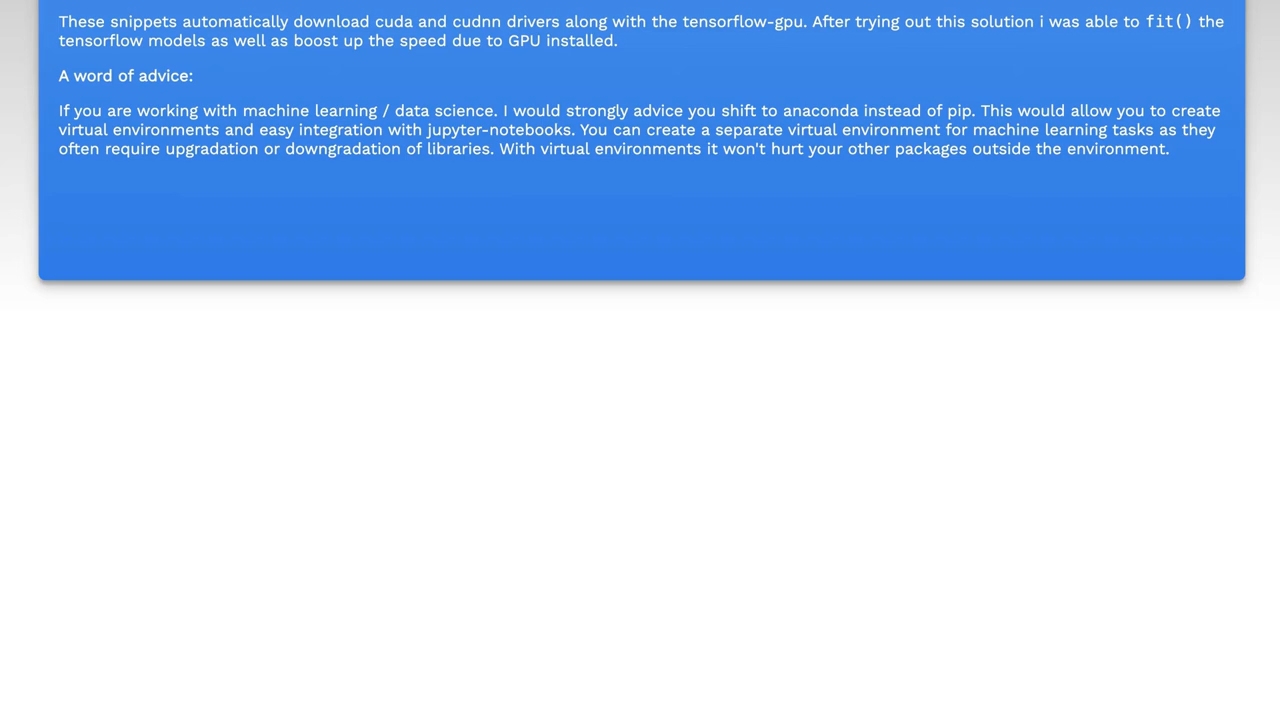 These snippets automatically download cuda and cudnn drivers along with the tensorflow-gpu. After trying out this solution i was able to fit() the
tensorflow models as well as boost up the speed due to GPU installed.
A word of advice:
If you are working with machine learning / data science. I would strongly advice you shift to anaconda instead of pip. This would allow you to create
virtual environments and easy integration with jupyter-notebooks. You can create a separate virtual environment for machine learning tasks as they
often require upgradation or downgradation of libraries. With virtual environments it won't hurt your other packages outside the environment.